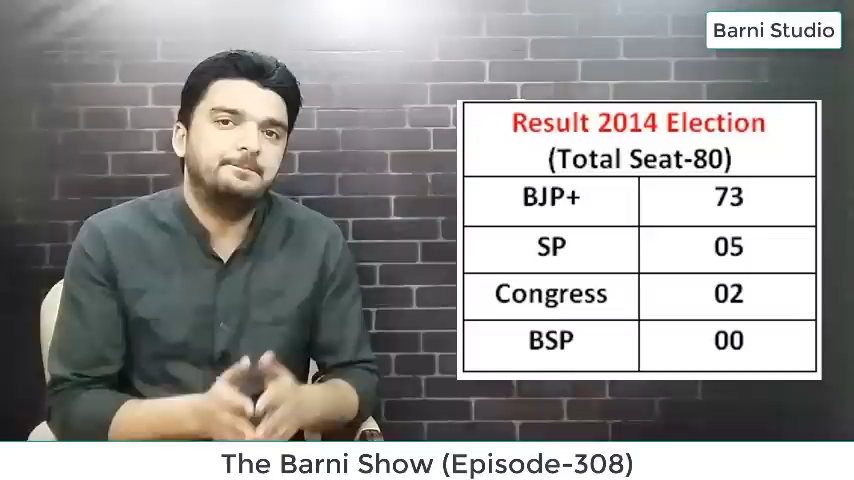 Barni Studio
Result 2014 Election
(Total Seat-80)
BJP+ 73
SP 05
Congress 02
BSP 00
The Barni Show (Episode-308)